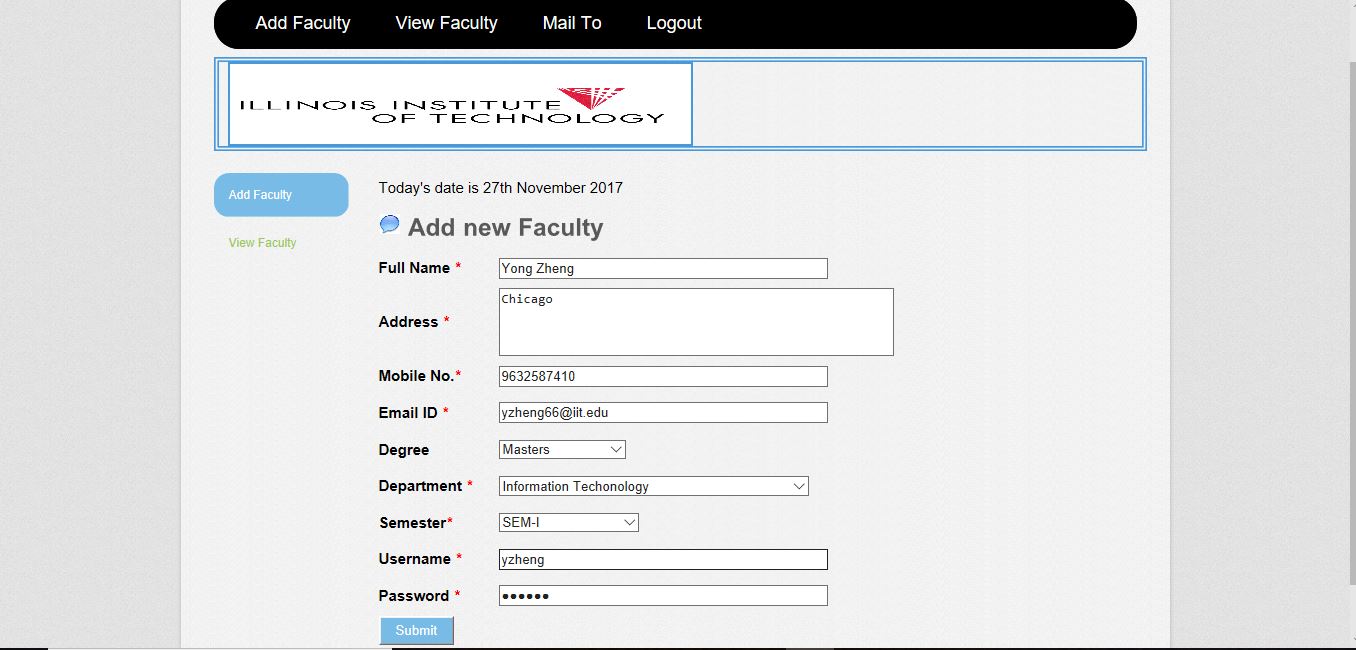 Add Faculty View Faculty Mail To Logout
ILLINOIS INSTITUTE
OF TECHNOLOGY
Add Faculty
View Faculty
Today's date is 27th November 2017
Add new Faculty
Full Name * Yong Zheng
Address * Chicago
Mobile No.* 9632587410
Email ID * yzheng66@iit.edu
Degree Masters
Department * Information Techonology
Semester* SEM-I
Username * yzheng
Password * ••••••
Submit